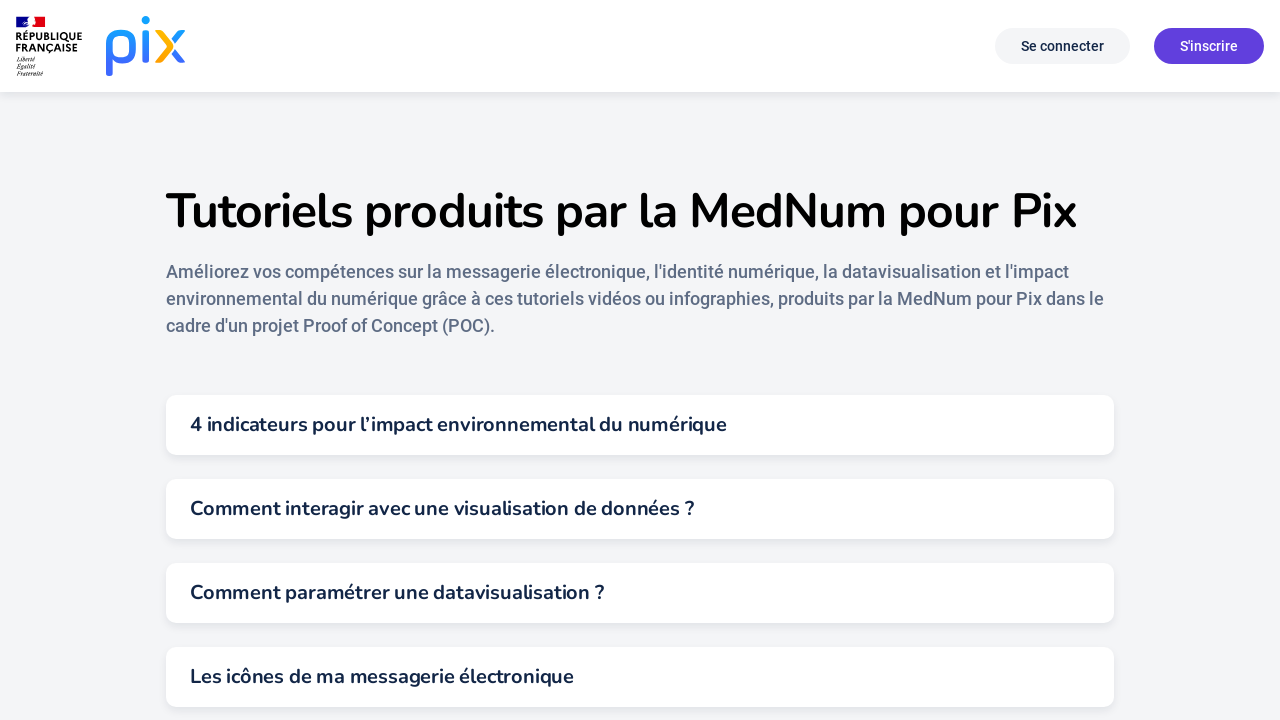 RÉPUBLIQUE
FRANÇAISE
Liberté
Égalité
Fraternité
pix
Se connecter
S'inscrire
Tutoriels produits par la MedNum pour Pix
Améliorez vos compétences sur la messagerie électronique, l'identité numérique, la datavisualisation et l'impact
environnemental du numérique grâce à ces tutoriels vidéos ou infographies, produits par la MedNum pour Pix dans le
cadre d'un projet Proof of Concept (POC).
4 indicateurs pour l’impact environnemental du numérique
Comment interagir avec une visualisation de données ?
Comment paramétrer une datavisualisation ?
Les icônes de ma messagerie électronique